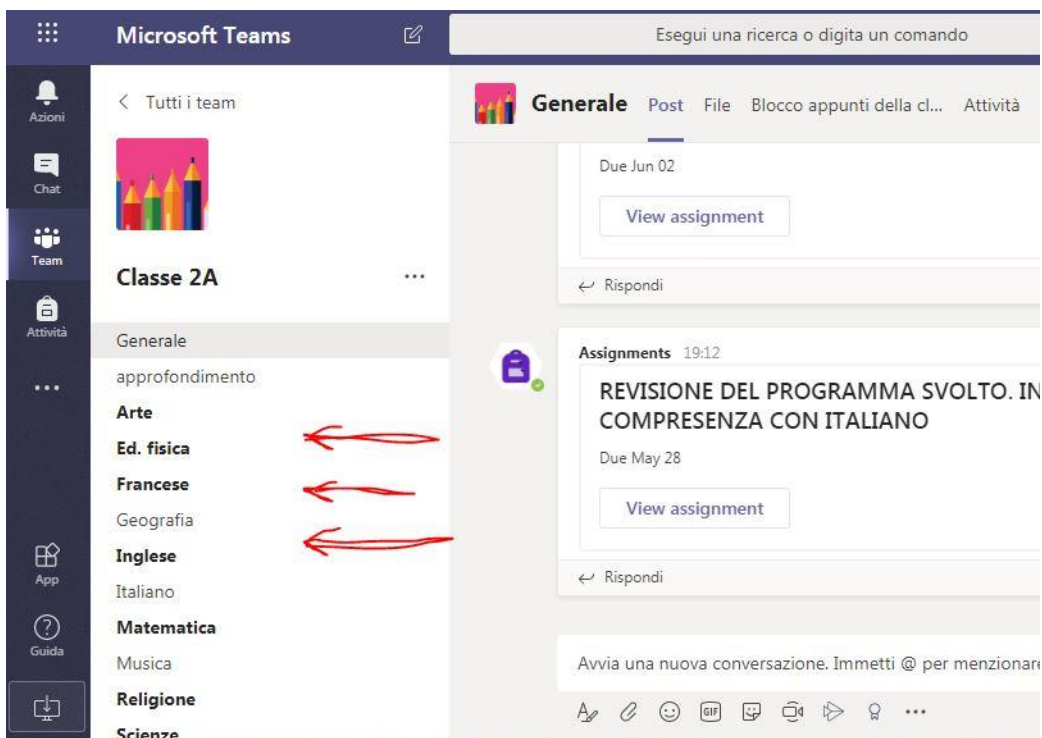 Microsoft Teams
Esegui una ricerca o digita un comando
Azioni
Chat
Team
Attività
App
Guida
Tutti i team
Classe 2A
Generale
approfondimento
Arte
Ed. fisica
Francese
Geografia
Inglese
Italiano
Matematica
Musica
Religione
Scienze
Generale Post File Blocco appunti della cl... Attività
Due Jun 02
View assignment
Rispondi
Assignments 19:12
REVISIONE DEL PROGRAMMA SVOLTO. IN
COMPRESENZA CON ITALIANO
Due May 28
View assignment
Rispondi
Avvia una nuova conversazione. Immetti @ per menzionare
GIF